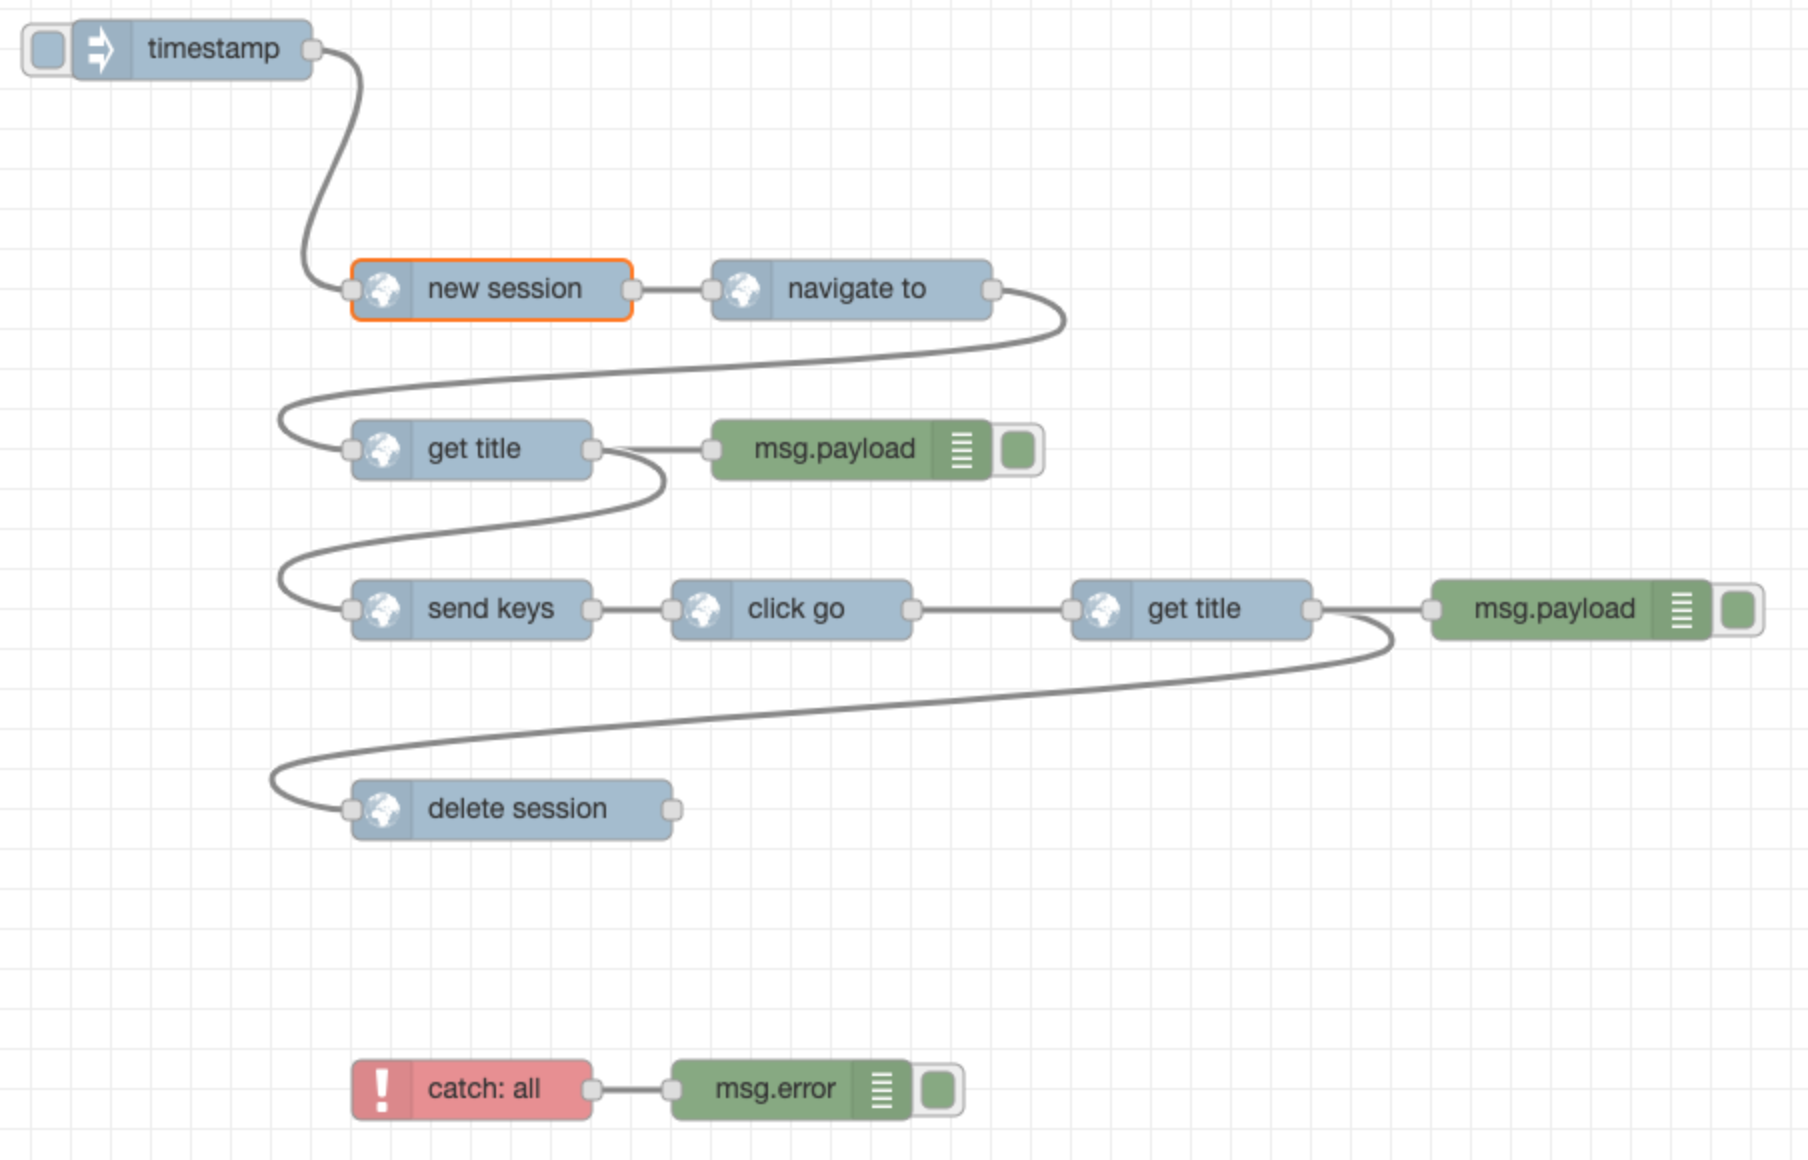 timestamp
new session
navigate to
get title
msg.payload
send keys
click go
get title
msg.payload
delete session
catch: all
msg.error